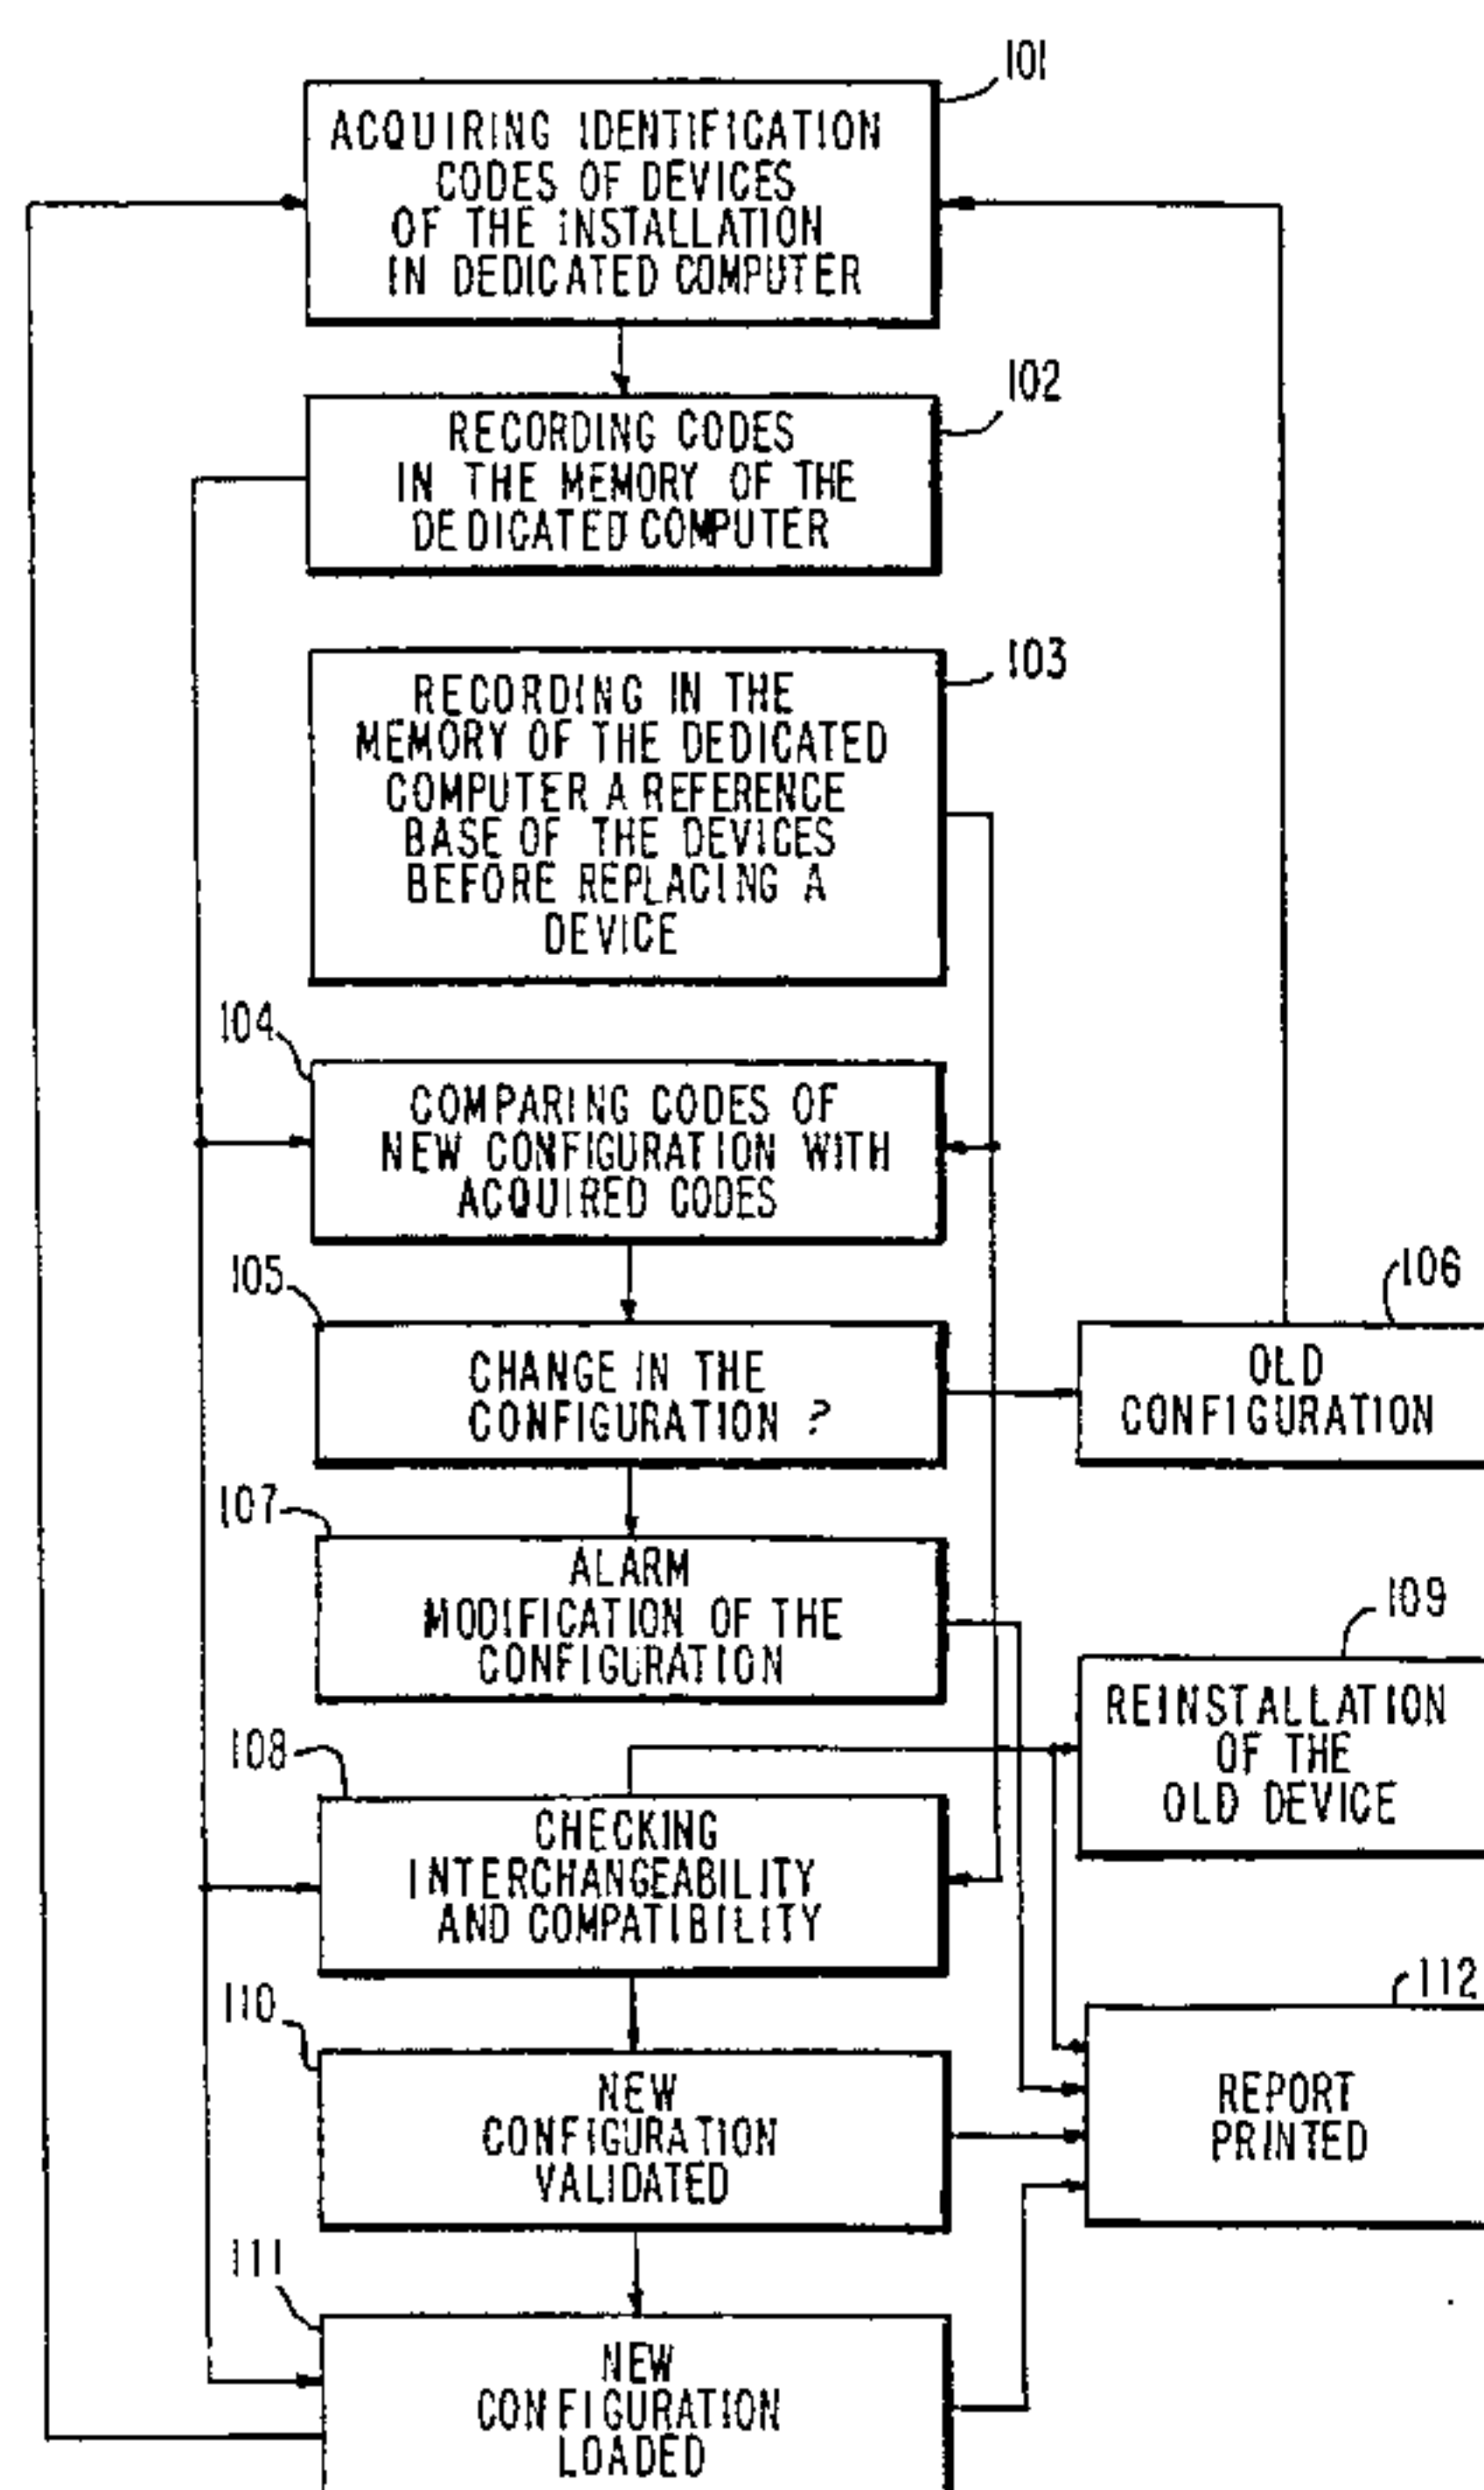 101
ACQUIRING IDENTIFICATION
CODES OF DEVICES
OF THE INSTALLATION
IN DEDICATED COMPUTER
102
RECORDING CODES
IN THE MEMORY OF THE
DEDICATED COMPUTER
103
RECORDING IN THE
MEMORY OF THE DEDICATED
COMPUTER A REFERENCE
BASE OF THE DEVICES
BEFORE REPLACING A
DEVICE
104
COMPARING CODES OF
NEW CONFIGURATION WITH
ACQUIRED CODES
105
CHANGE IN THE
CONFIGURATION ?
106
OLD
CONFIGURATION
107
ALARM
MODIFICATION OF THE
CONFIGURATION
108
CHECKING
INTERCHANGEABILITY
AND COMPATIBILITY
109
REINSTALLATION
OF THE
OLD DEVICE
110
NEW
CONFIGURATION
VALIDATED
112
REPORT
PRINTED
111
NEW
CONFIGURATION
LOADED